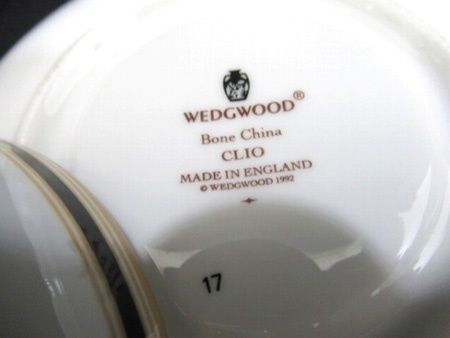 WEDGWOOD®
Bone China
CLIO
MADE IN ENGLAND
© WEDGWOOD 1992
17